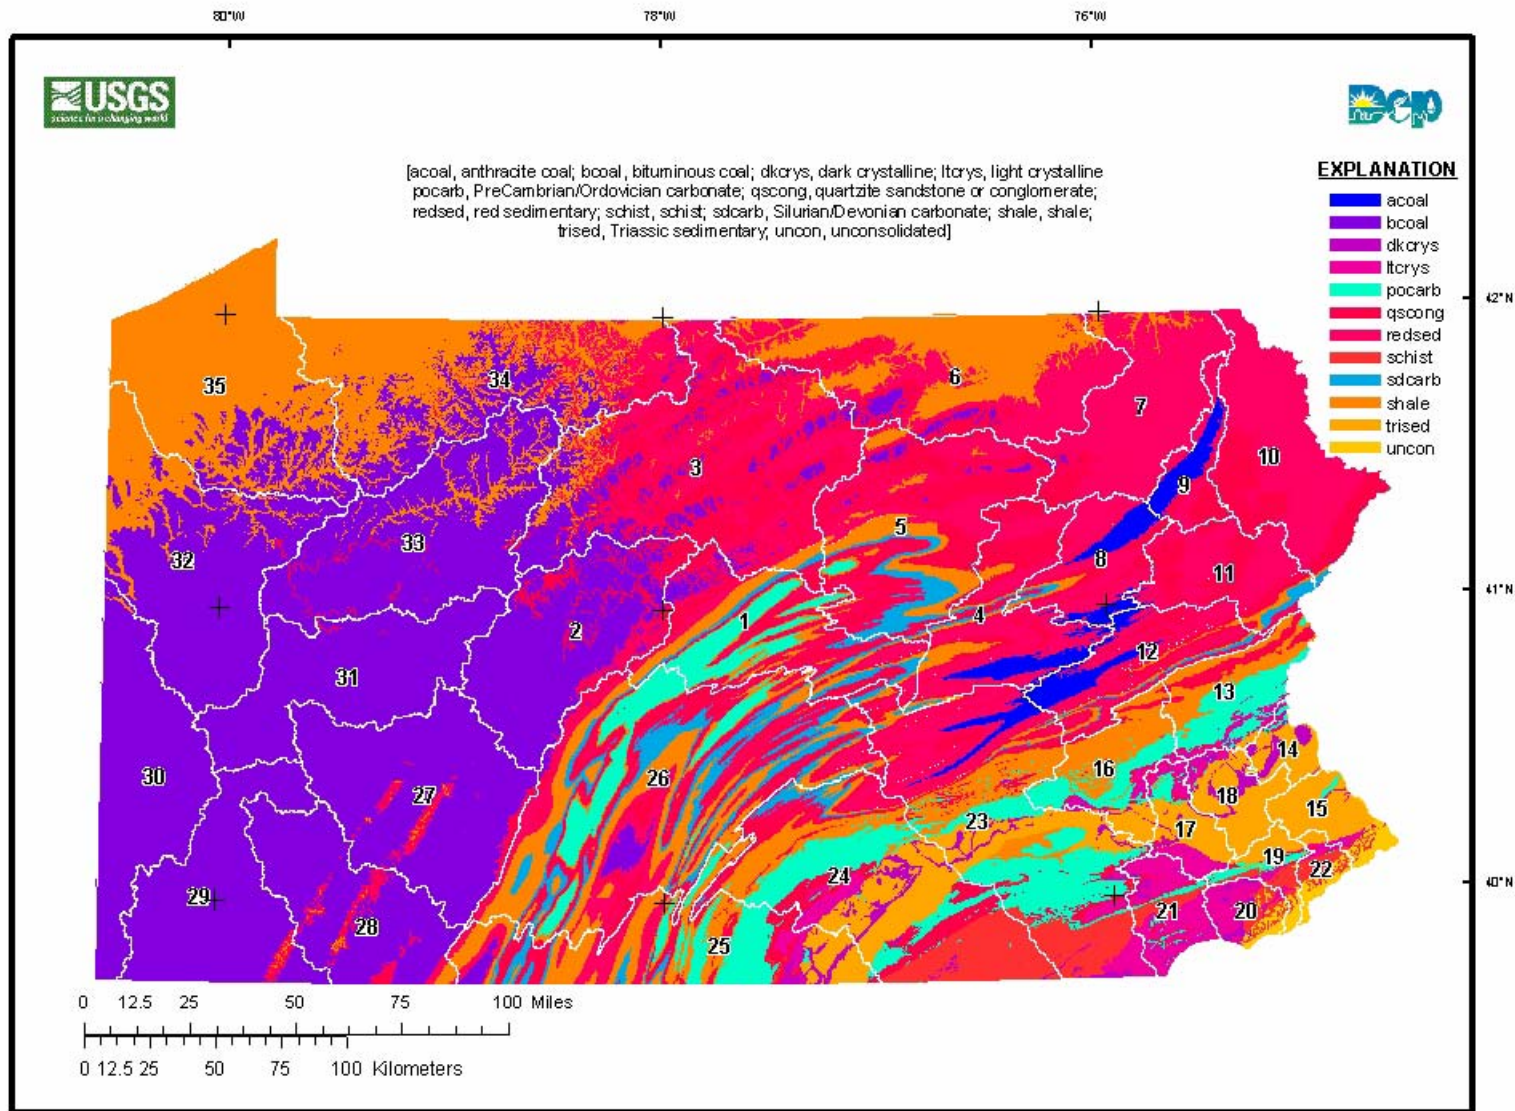 80°W 78°W 76°W
USGS
science for a changing world
Dep
[acoal, anthracite coal; bcoal, bituminous coal; dkcrys, dark crystalline; ltcrys, light crystalline
pocarb, PreCambrian/Ordovician carbonate; qscong, quartzite sandstone or conglomerate;
redsed, red sedimentary; schist, schist; sdcarb, Silurian/Devonian carbonate; shale, shale;
trised, Triassic sedimentary; uncon, unconsolidated]
EXPLANATION
acoal
bcoal
dkcrys
ltcrys
pocarb
qscong
redsed
schist
sdcarb
shale
trised
uncon
42°N
41°N
40°N
35
34
6
7
3
10
9
5
33
32
8
11
4
1
2
12
31
13
14
16
26
30
27
18
15
23
17
19
24
22
29
28
21
20
25
0 12.5 25 50 75 100 Miles
0 12.5 25 50 75 100 Kilometers